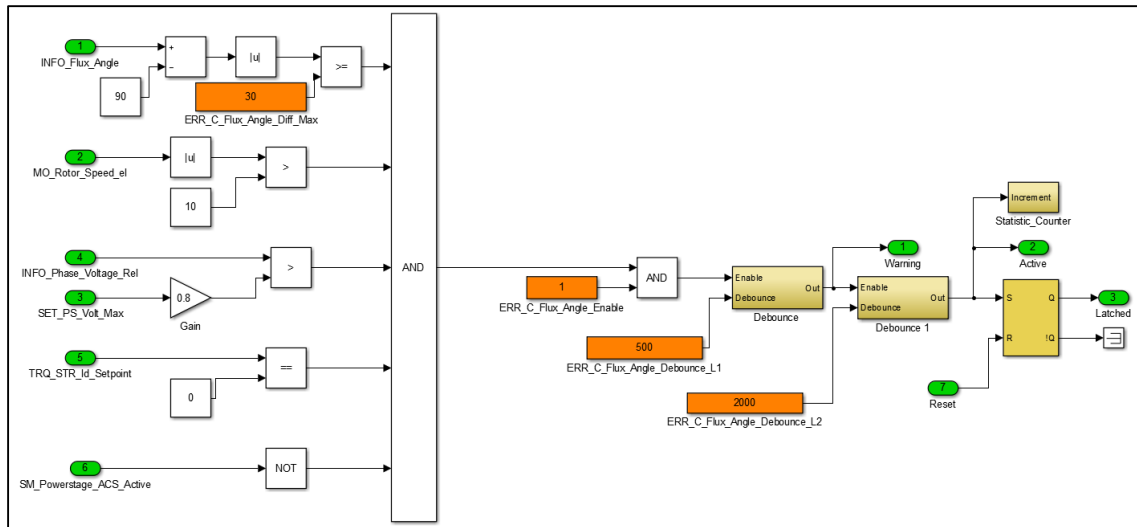 1
INFO_Flux_Angle
+
−
90
|u|
30
ERR_C_Flux_Angle_Diff_Max
>=
2
MO_Rotor_Speed_el
|u|
10
>
4
INFO_Phase_Voltage_Rel
3
SET_PS_Volt_Max
0.8
Gain
>
5
TRQ_STR_Id_Setpoint
0
==
6
SM_Powerstage_ACS_Active
NOT
AND
1
ERR_C_Flux_Angle_Enable
AND
500
ERR_C_Flux_Angle_Debounce_L1
Enable
Debounce
Out
Debounce
2000
ERR_C_Flux_Angle_Debounce_L2
1
Warning
Enable
Debounce
Out
Debounce 1
Increment
Statistic_Counter
2
Active
S
R
Q
!Q
3
Latched
7
Reset